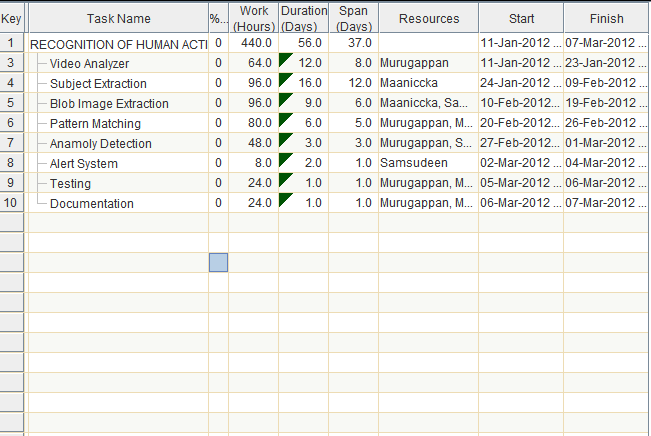 Key Task Name %... Work (Hours) Duration (Days) Span (Days) Resources Start Finish
1 RECOGNITION OF HUMAN ACTI 0 440.0 56.0 37.0 11-Jan-2012 ... 07-Mar-2012 ...
3 Video Analyzer 0 64.0 12.0 8.0 Murugappan 11-Jan-2012 ... 23-Jan-2012 ...
4 Subject Extraction 0 96.0 16.0 12.0 Maaniccka 24-Jan-2012 ... 09-Feb-2012 ...
5 Blob Image Extraction 0 96.0 9.0 6.0 Maaniccka, Sa... 10-Feb-2012... 19-Feb-2012 ...
6 Pattern Matching 0 80.0 6.0 5.0 Murugappan, M... 20-Feb-2012... 26-Feb-2012 ...
7 Anamoly Detection 0 48.0 3.0 3.0 Murugappan, S... 27-Feb-2012... 01-Mar-2012 ...
8 Alert System 0 8.0 2.0 1.0 Samsudeen 02-Mar-2012 ... 04-Mar-2012 ...
9 Testing 0 24.0 1.0 1.0 Murugappan, M... 05-Mar-2012 ... 06-Mar-2012 ...
10 Documentation 0 24.0 1.0 1.0 Murugappan, M... 06-Mar-2012 ... 07-Mar-2012 ...